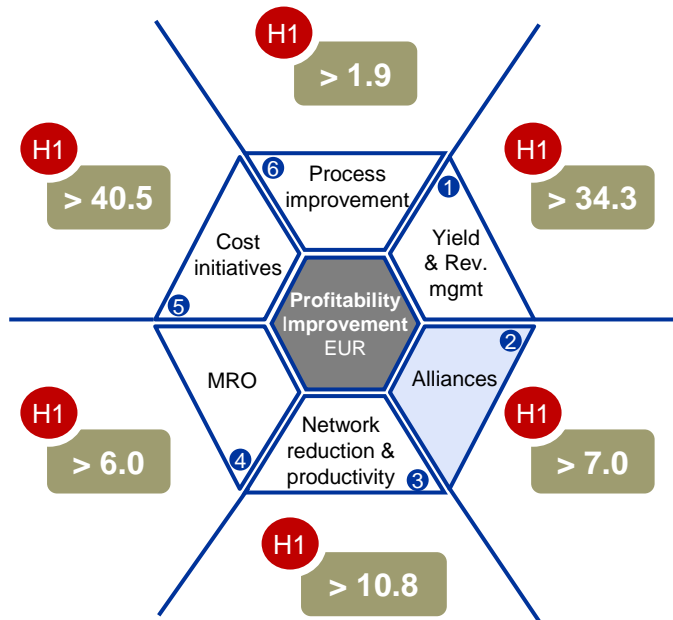 H1
> 1.9
H1
> 40.5
H1
> 34.3
6
Process
improvement
1
Yield
& Rev.
mgmt
Cost
initiatives
5
Profitability
Improvement
EUR
2
Alliances
MRO
4
Network
reduction &
productivity
3
H1
> 6.0
H1
> 7.0
H1
> 10.8